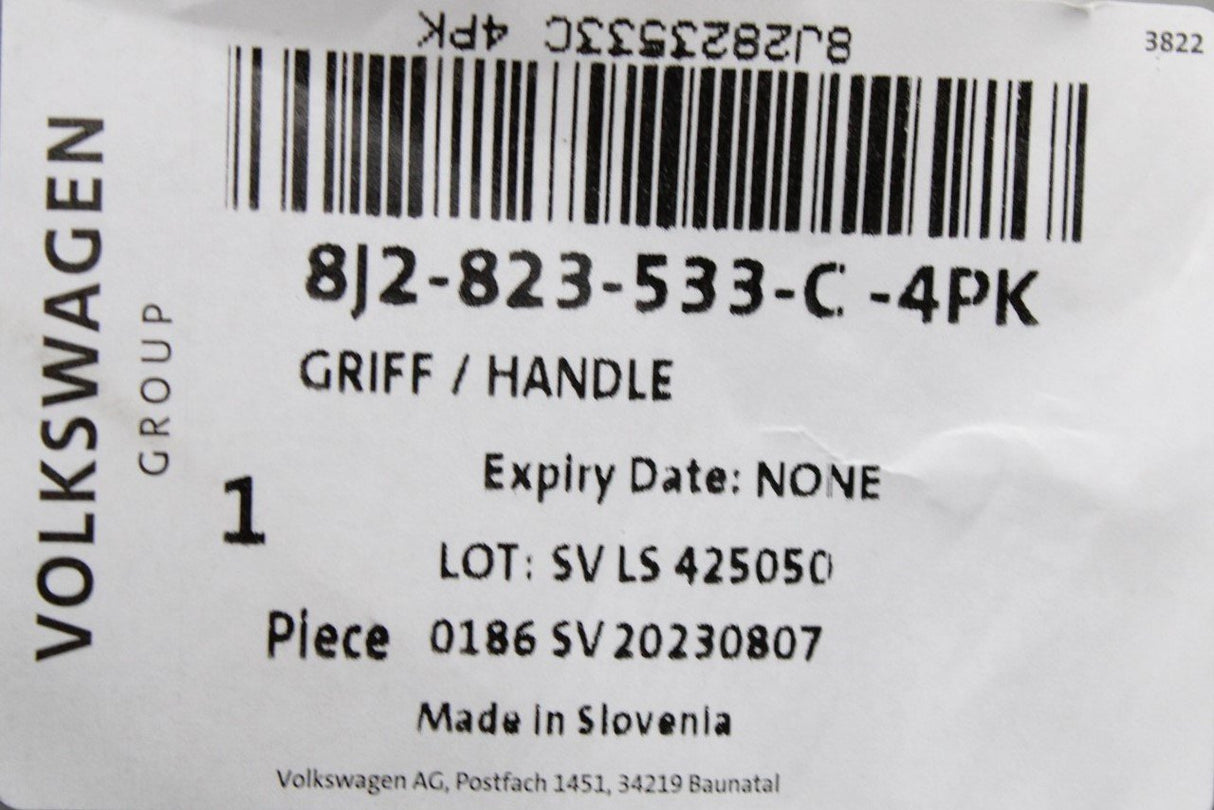 8J2823533C 4PK
3822
8J2-823-533-C -4PK
GRIFF / HANDLE
Expiry Date: NONE
1
LOT: SV LS 425050
Piece 0186 SV 20230807
Made in Slovenia
Volkswagen AG, Postfach 1451, 34219 Baunatal
VOLKSWAGEN
GROUP